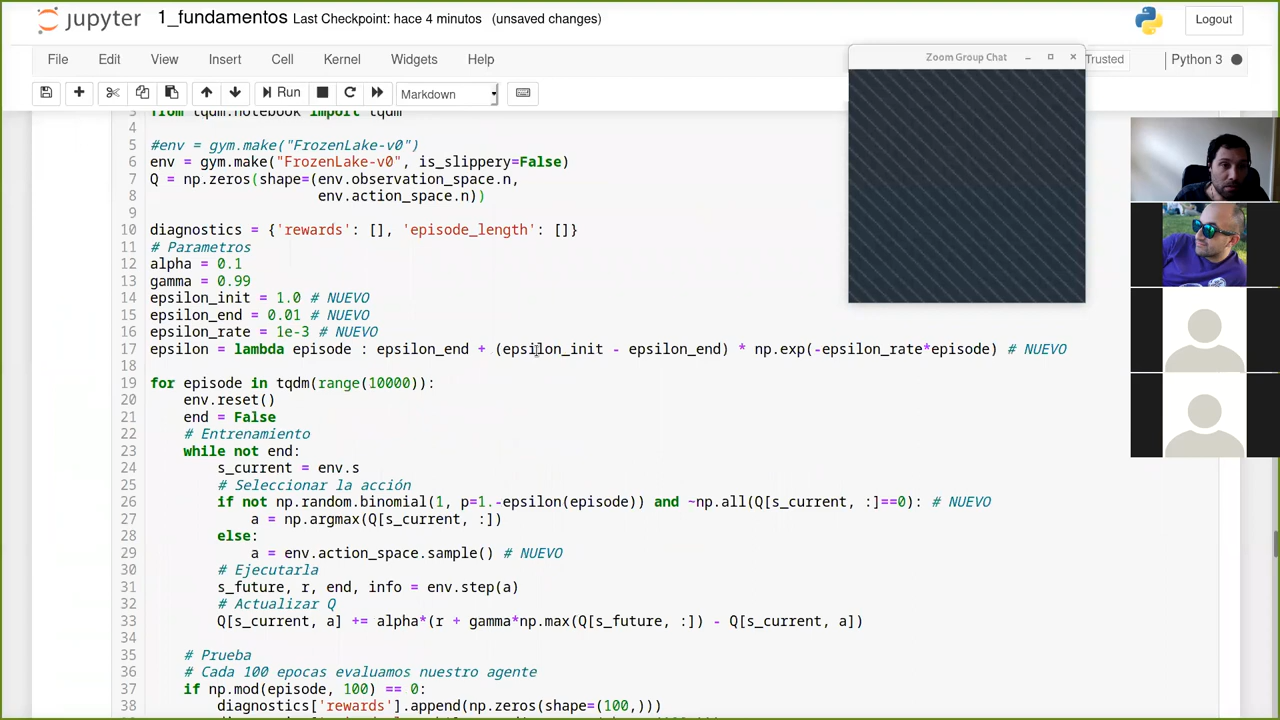 jupyter 1_fundamentos Last Checkpoint: hace 4 minutos (unsaved changes) Logout
File Edit View Insert Cell Kernel Widgets Help Trusted Python 3
Run Markdown
Zoom Group Chat
3 from tqdm.notebook import tqdm
4
5 #env = gym.make("FrozenLake-v0")
6 env = gym.make("FrozenLake-v0", is_slippery=False)
7 Q = np.zeros(shape=(env.observation_space.n,
8 env.action_space.n))
9
10 diagnostics = {'rewards': [], 'episode_length': []}
11 # Parametros
12 alpha = 0.1
13 gamma = 0.99
14 epsilon_init = 1.0 # NUEVO
15 epsilon_end = 0.01 # NUEVO
16 epsilon_rate = 1e-3 # NUEVO
17 epsilon = lambda episode : epsilon_end + (epsilon_init - epsilon_end) * np.exp(-epsilon_rate*episode) # NUEVO
18
19 for episode in tqdm(range(10000)):
20 env.reset()
21 end = False
22 # Entrenamiento
23 while not end:
24 s_current = env.s
25 # Seleccionar la acción
26 if not np.random.binomial(1, p=1.-epsilon(episode)) and ~np.all(Q[s_current, :]==0): # NUEVO
27 a = np.argmax(Q[s_current, :])
28 else:
29 a = env.action_space.sample() # NUEVO
30 # Ejecutarla
31 s_future, r, end, info = env.step(a)
32 # Actualizar Q
33 Q[s_current, a] += alpha*(r + gamma*np.max(Q[s_future, :]) - Q[s_current, a])
34
35 # Prueba
36 # Cada 100 epocas evaluamos nuestro agente
37 if np.mod(episode, 100) == 0:
38 diagnostics['rewards'].append(np.zeros(shape=(100,)))